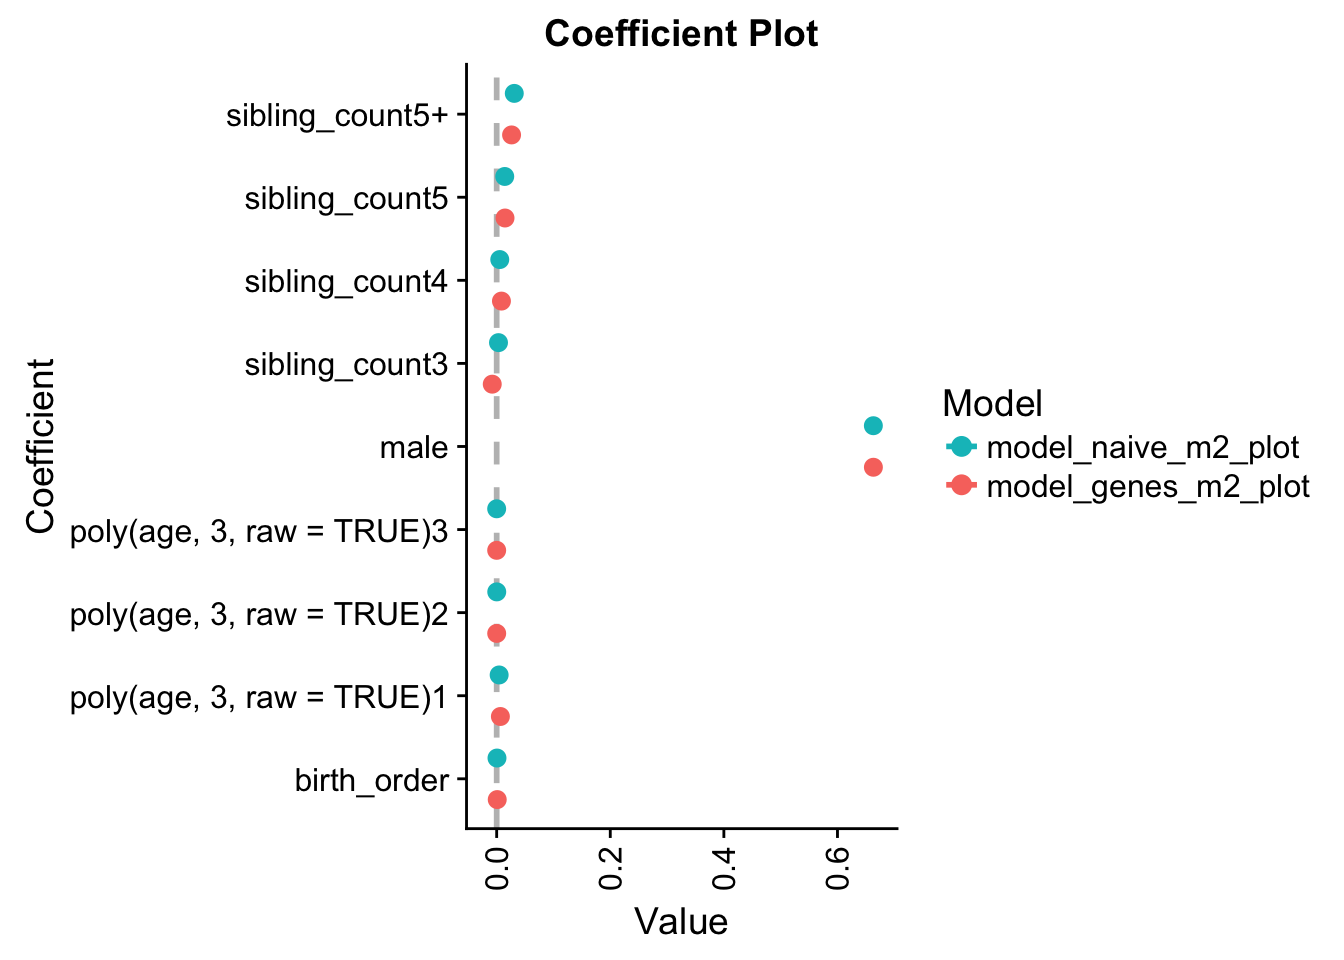 Coefficient Plot
Coefficient
sibling_count5+
sibling_count5
sibling_count4
sibling_count3
male
poly(age, 3, raw = TRUE)3
poly(age, 3, raw = TRUE)2
poly(age, 3, raw = TRUE)1
birth_order
0.0
0.2
0.4
0.6
Value
Model
model_naive_m2_plot
model_genes_m2_plot